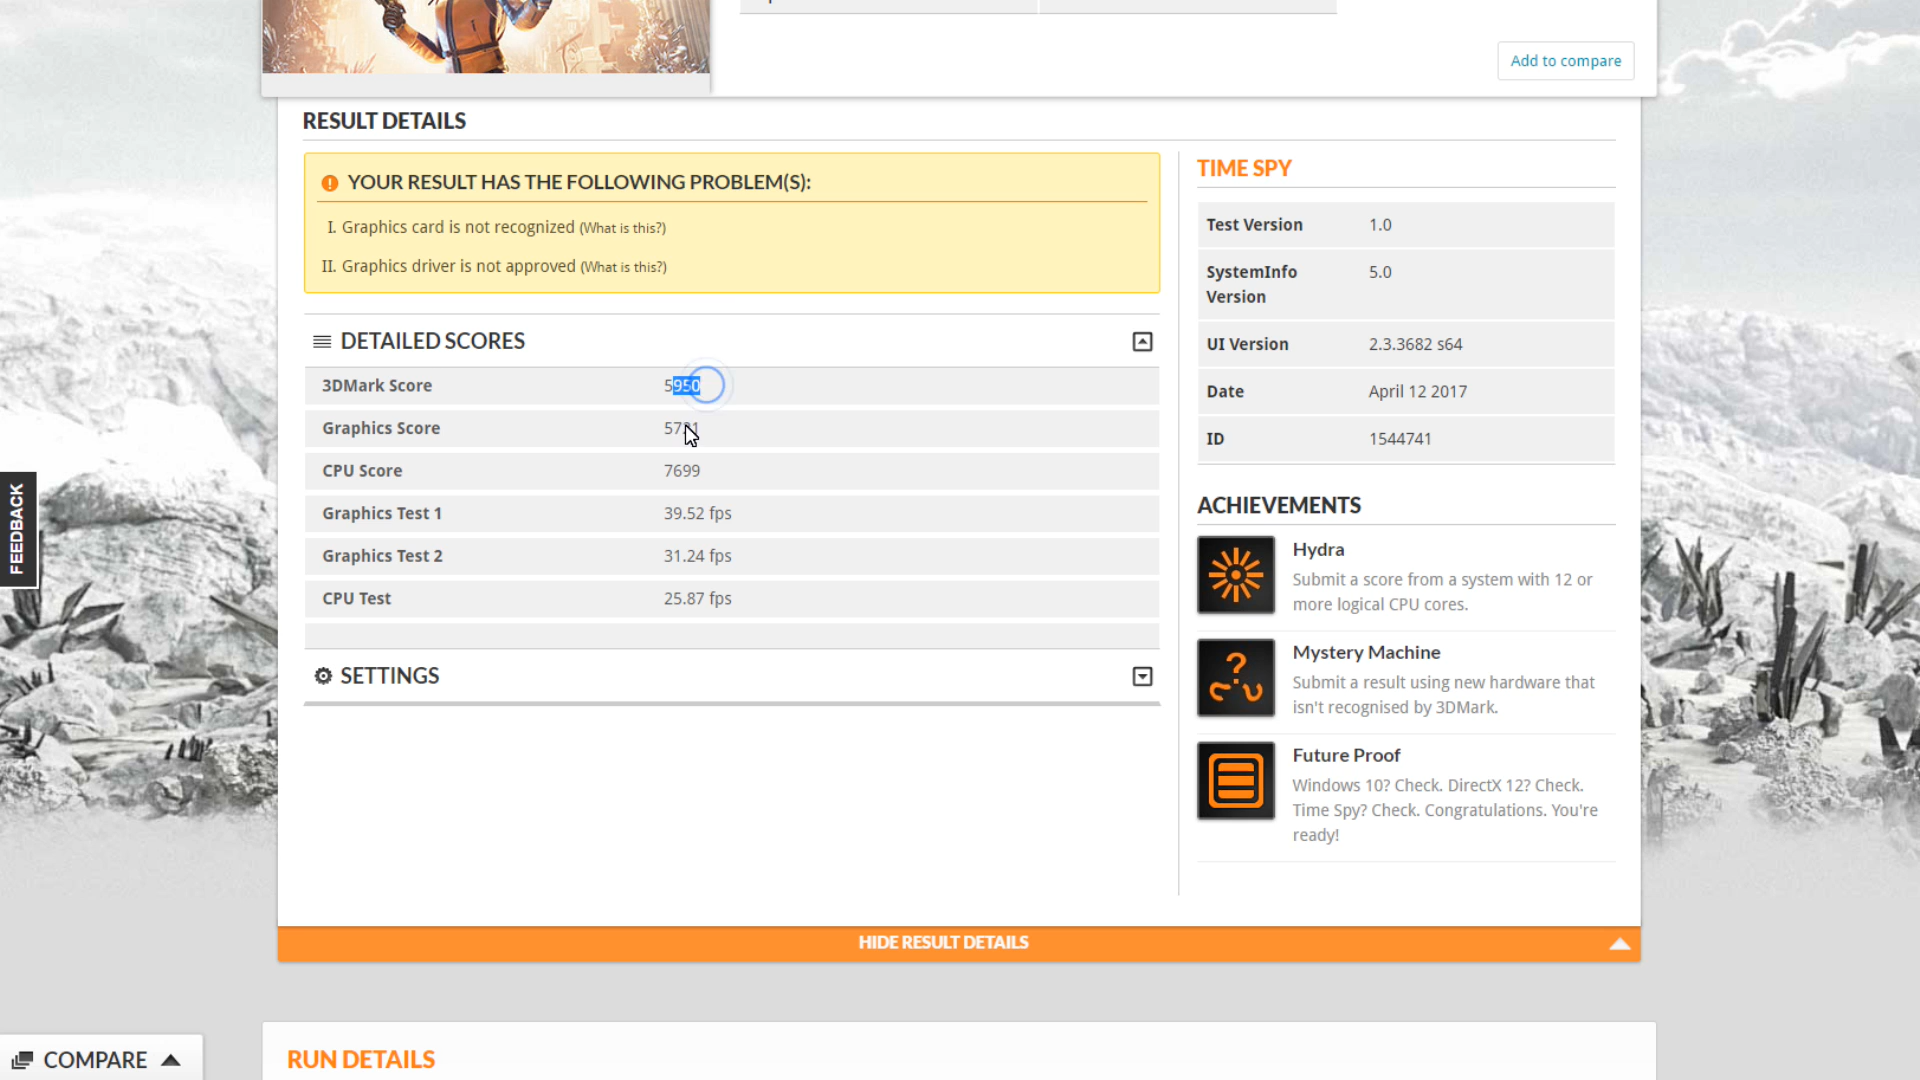 Add to compare
RESULT DETAILS
YOUR RESULT HAS THE FOLLOWING PROBLEM(S):
I. Graphics card is not recognized (What is this?)
II. Graphics driver is not approved (What is this?)
DETAILED SCORES
3DMark Score 5950
Graphics Score
CPU Score 7699
Graphics Test 1 39.52 fps
Graphics Test 2 31.24 fps
CPU Test 25.87 fps
SETTINGS
TIME SPY
Test Version 1.0
SystemInfo Version 5.0
UI Version 2.3.3682 s64
Date April 12 2017
ID 1544741
ACHIEVEMENTS
Hydra
Submit a score from a system with 12 or
more logical CPU cores.
Mystery Machine
Submit a result using new hardware that
isn't recognised by 3DMark.
Future Proof
Windows 10? Check. DirectX 12? Check.
Time Spy? Check. Congratulations. You're
ready!
HIDE RESULT DETAILS
FEEDBACK
COMPARE
RUN DETAILS